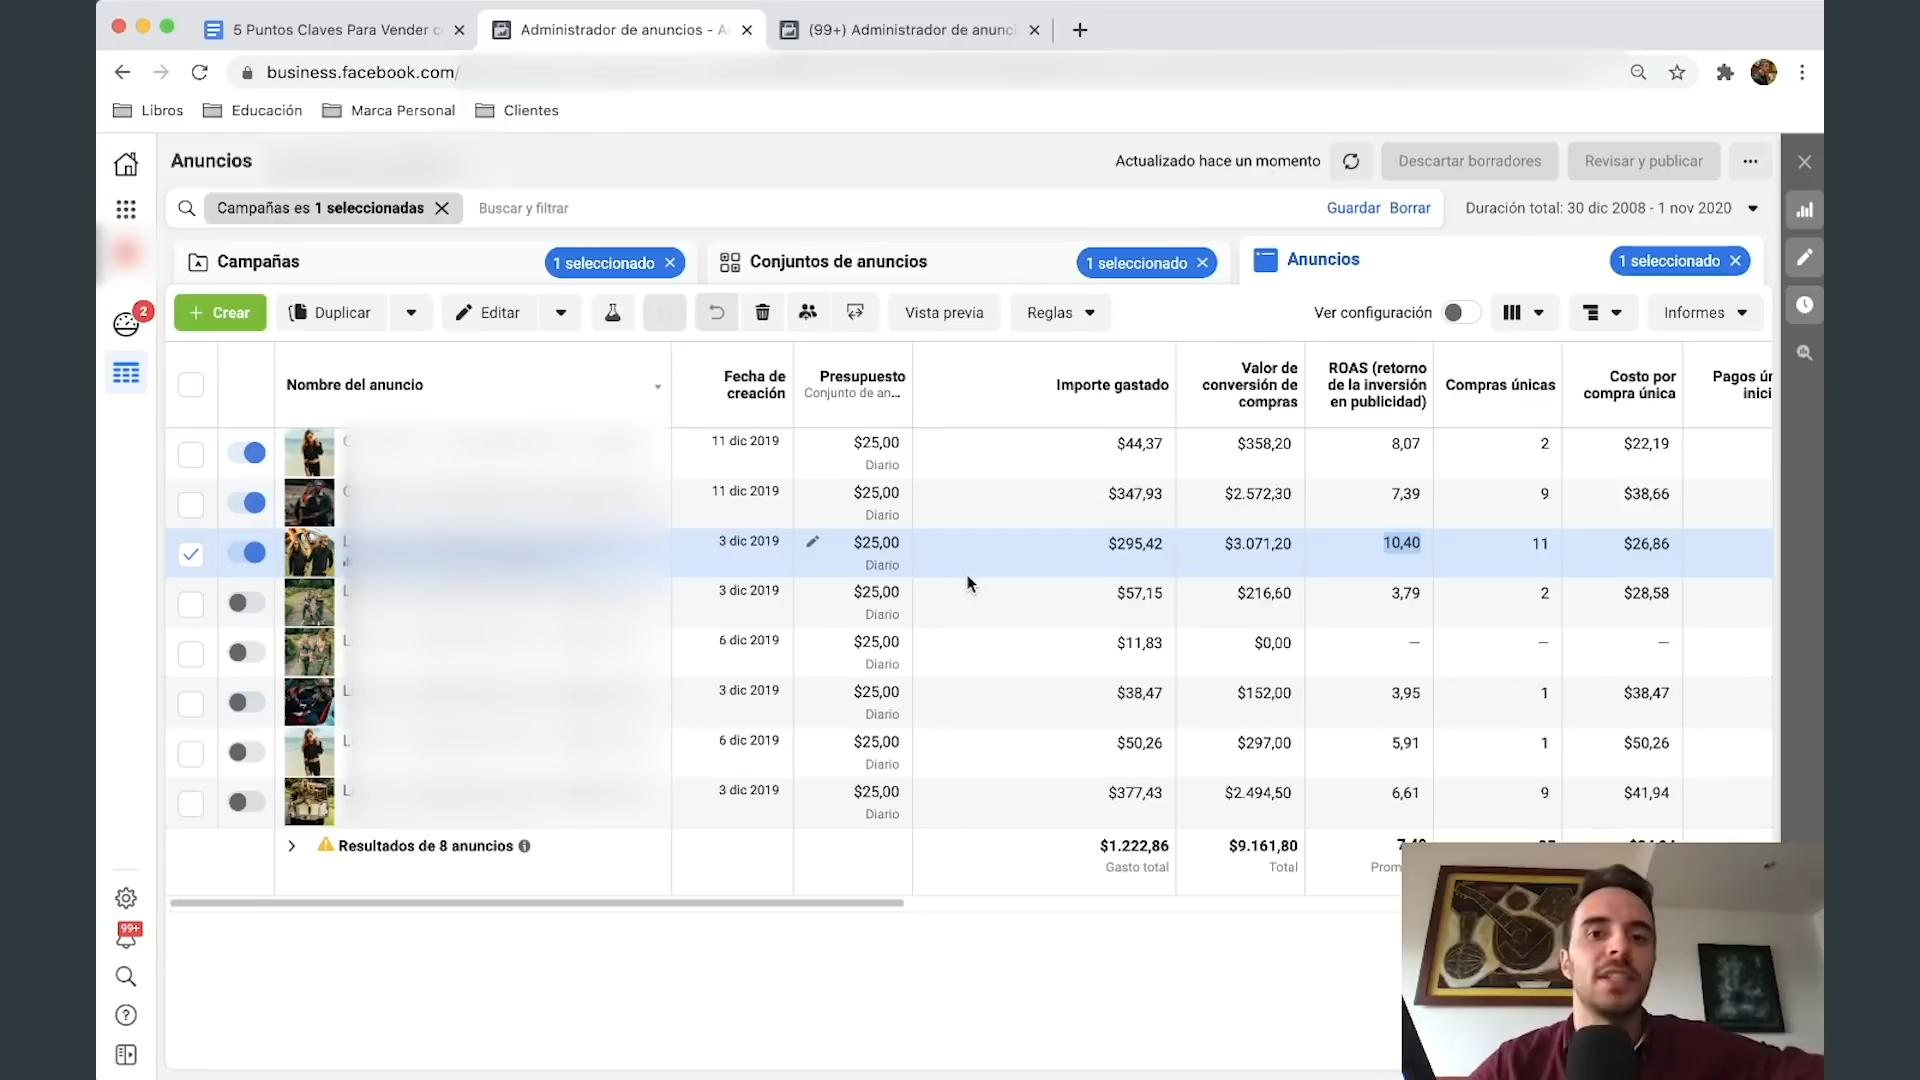 5 Puntos Claves Para Vender c
Administrador de anuncios - A
(99+) Administrador de anunci
business.facebook.com/
Libros
Educación
Marca Personal
Clientes
Anuncios
Actualizado hace un momento
Descartar borradores
Revisar y publicar
Campañas es 1 seleccionadas
Buscar y filtrar
Guardar
Borrar
Duración total: 30 dic 2008 - 1 nov 2020
Campañas
1 seleccionado
Conjuntos de anuncios
1 seleccionado
Anuncios
1 seleccionado
2
+ Crear
Duplicar
Editar
Vista previa
Reglas
Ver configuración
Informes
Nombre del anuncio
Fecha de creación
Presupuesto
Conjunto de an...
Importe gastado
Valor de conversión de compras
ROAS (retorno de la inversión en publicidad)
Compras únicas
Costo por compra única
Pagos ún
inici
11 dic 2019 $25,00 $44,37 $358,20 8,07 2 $22,19
Diario
11 dic 2019 $25,00 $347,93 $2.572,30 7,39 9 $38,66
Diario
3 dic 2019 $25,00 $295,42 $3.071,20 10,40 11 $26,86
Diario
3 dic 2019 $25,00 $57,15 $216,60 3,79 2 $28,58
Diario
6 dic 2019 $25,00 $11,83 $0,00 — — —
Diario
3 dic 2019 $25,00 $38,47 $152,00 3,95 1 $38,47
Diario
6 dic 2019 $25,00 $50,26 $297,00 5,91 1 $50,26
Diario
3 dic 2019 $25,00 $377,43 $2.494,50 6,61 9 $41,94
Diario
Resultados de 8 anuncios $1.222,86 $9.161,80
Gasto total Total Prom
99+